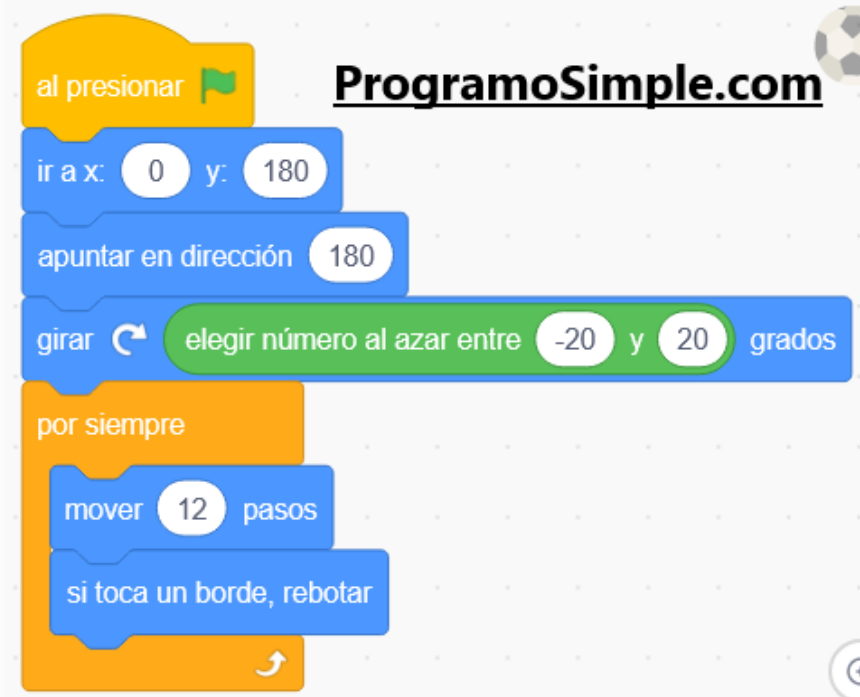 al presionar
ProgramoSimple.com
ir a x: 0 y: 180
apuntar en dirección 180
girar elegir número al azar entre -20 y 20 grados
por siempre
mover 12 pasos
si toca un borde, rebotar